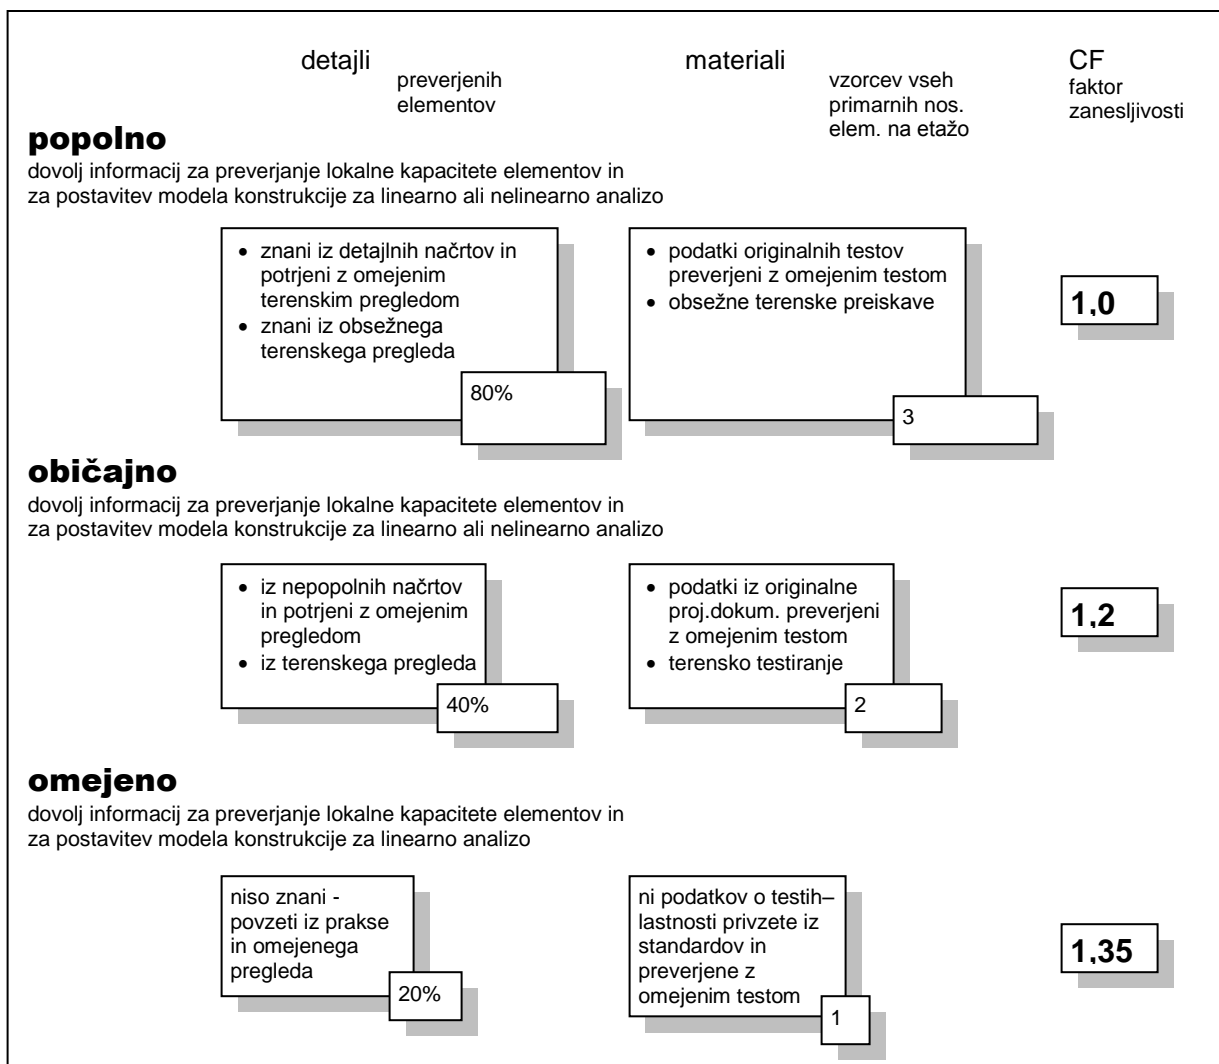 detajli
preverjenih
elementov
materiali
vzorcev vseh
primarnih nos.
elem. na etažo
CF
faktor
zanesljivosti
popolno
dovolj informacij za preverjanje lokalne kapacitete elementov in
za postavitev modela konstrukcije za linearno ali nelinearno analizo
• znani iz detajlnih načrtov in
potrjeni z omejenim
terenskim pregledom
• znani iz obsežnega
terenskega pregleda
80%
• podatki originalnih testov
preverjeni z omejenim testom
• obsežne terenske preiskave
3
1,0
običajno
dovolj informacij za preverjanje lokalne kapacitete elementov in
za postavitev modela konstrukcije za linearno ali nelinearno analizo
• iz nepopolnih načrtov
in potrjeni z omejenim
pregledom
• iz terenskega pregleda
40%
• podatki iz originalne
proj.dokum. preverjeni
z omejenim testom
• terensko testiranje
2
1,2
omejeno
dovolj informacij za preverjanje lokalne kapacitete elementov in
za postavitev modela konstrukcije za linearno analizo
niso znani -
povzeti iz prakse
in omejenega
pregleda
20%
ni podatkov o testih–
lastnosti privzete iz
standardov in
preverjene z
omejenim testom
1
1,35